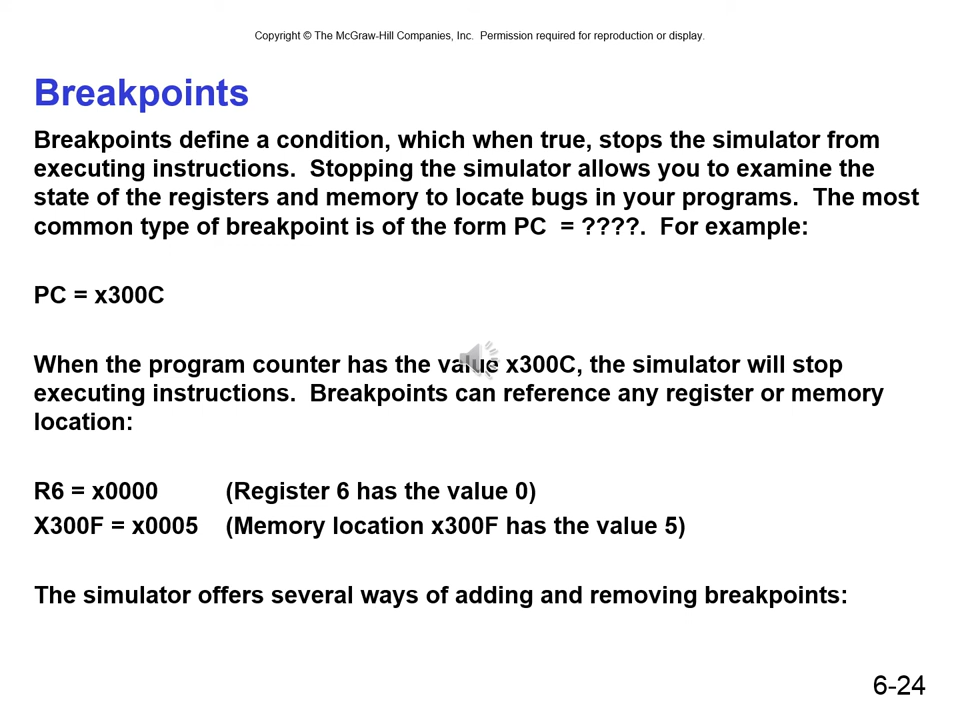 Copyright © The McGraw-Hill Companies, Inc. Permission required for reproduction or display.
Breakpoints
Breakpoints define a condition, which when true, stops the simulator from
executing instructions. Stopping the simulator allows you to examine the
state of the registers and memory to locate bugs in your programs. The most
common type of breakpoint is of the form PC = ????. For example:
PC = x300C
When the program counter has the value x300C, the simulator will stop
executing instructions. Breakpoints can reference any register or memory
location:
R6 = x0000 (Register 6 has the value 0)
X300F = x0005 (Memory location x300F has the value 5)
The simulator offers several ways of adding and removing breakpoints:
6-24